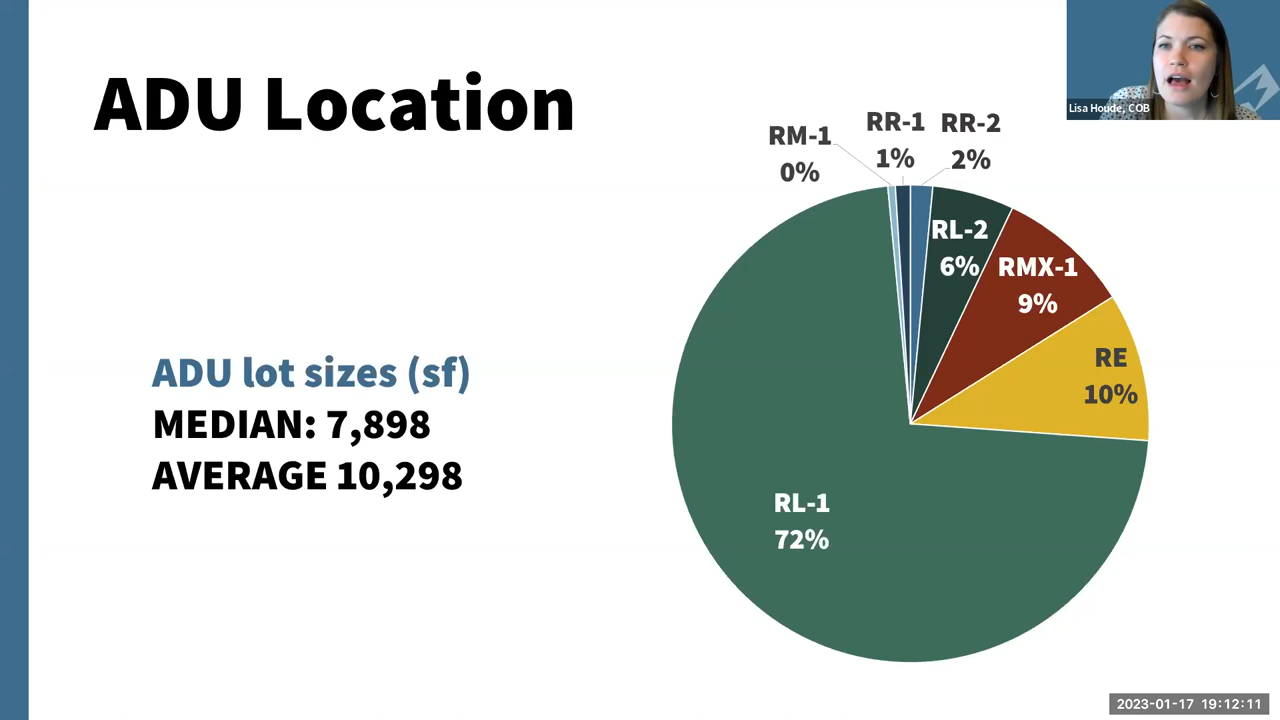 ADU Location
Lisa Houde, COB
RM-1
0%
RR-1
1%
RR-2
2%
RL-2
6%
RMX-1
9%
RE
10%
RL-1
72%
ADU lot sizes (sf)
MEDIAN: 7,898
AVERAGE 10,298
2023-01-17 19:12:11